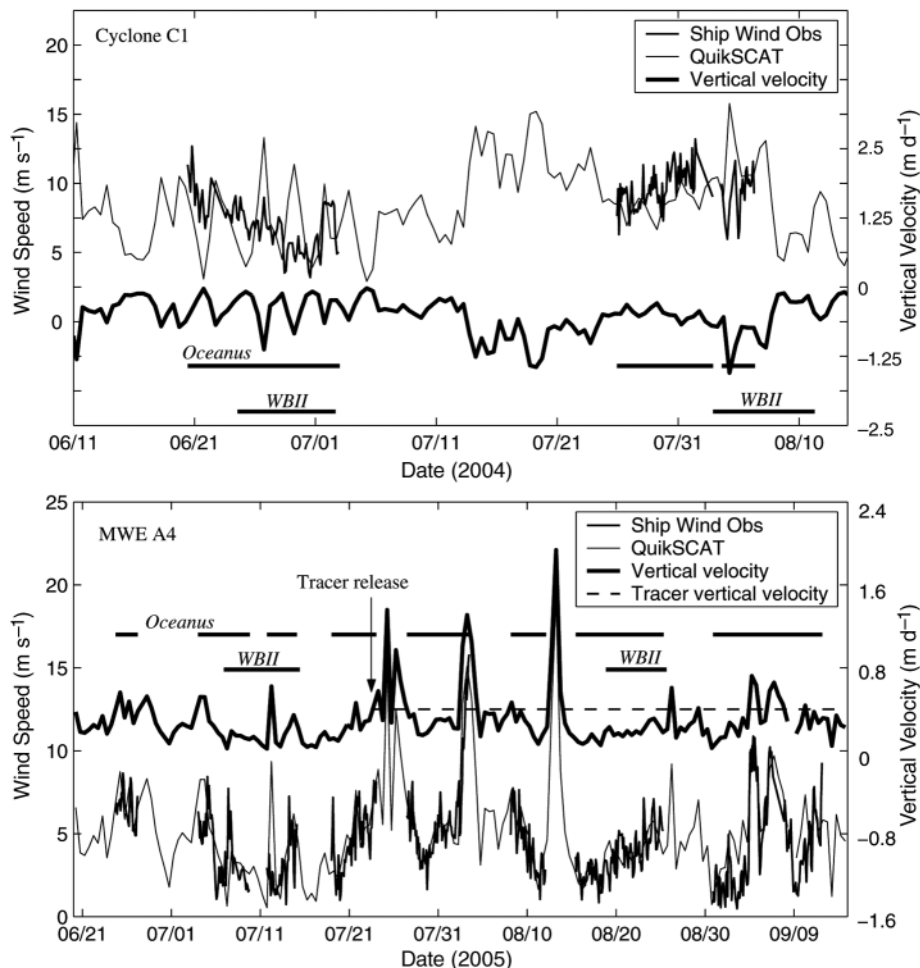 Cyclone C1
Ship Wind Obs
QuikSCAT
Vertical velocity
20
15
10
5
0
Wind Speed (m s⁻¹)
2.5
1.25
0
−1.25
−2.5
Vertical Velocity (m d⁻¹)
Oceanus
WBII
WBII
06/11 06/21 07/01 07/11 07/21 07/31 08/10
Date (2004)
MWE A4
Ship Wind Obs
QuikSCAT
Vertical velocity
Tracer vertical velocity
Tracer release
25
20
15
10
5
0
Wind Speed (m s⁻¹)
2.4
1.6
0.8
0
−0.8
−1.6
Vertical Velocity (m d⁻¹)
Oceanus
WBII
WBII
06/21 07/01 07/11 07/21 07/31 08/10 08/20 08/30 09/09
Date (2005)